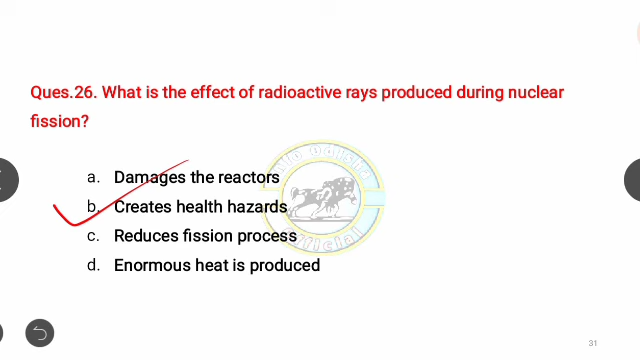 Ques.26. What is the effect of radioactive rays produced during nuclear
fission?
a. Damages the reactors
b. Creates health hazards
c. Reduces fission process
d. Enormous heat is produced
Official
31